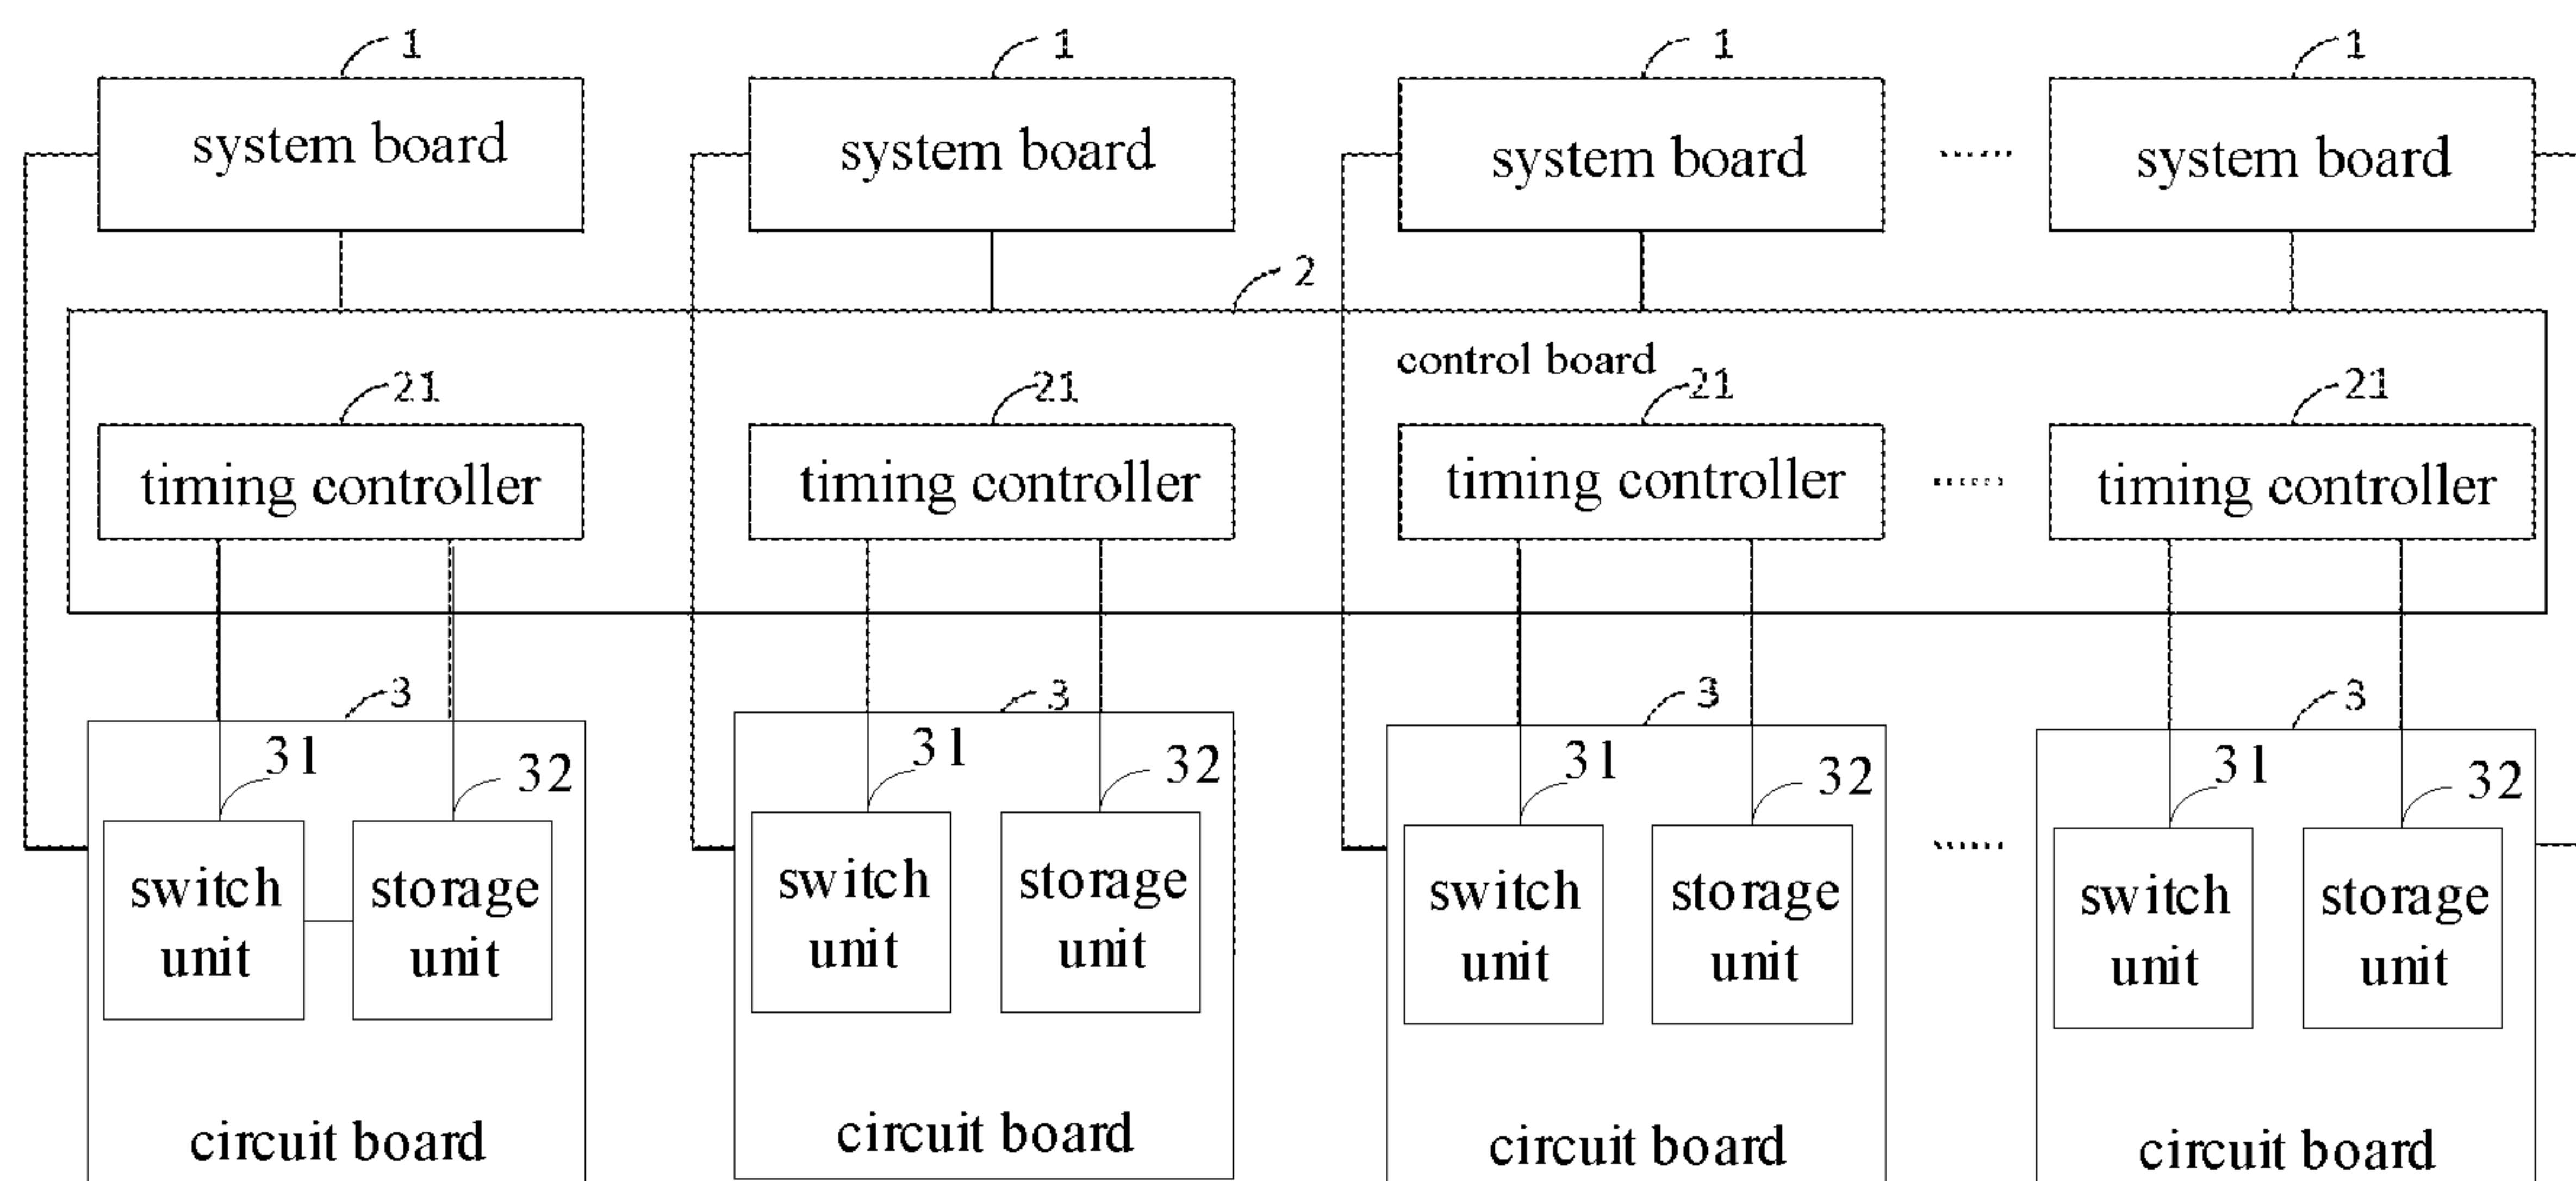 1 1 1 1
system board system board system board ...... system board
2
control board
21 21 21 21
timing controller timing controller timing controller ...... timing controller
3 3 3 3
31 32 31 32 31 32 31 32
switch storage switch storage switch storage ...... switch storage
unit unit unit unit unit unit unit unit
circuit board circuit board circuit board circuit board